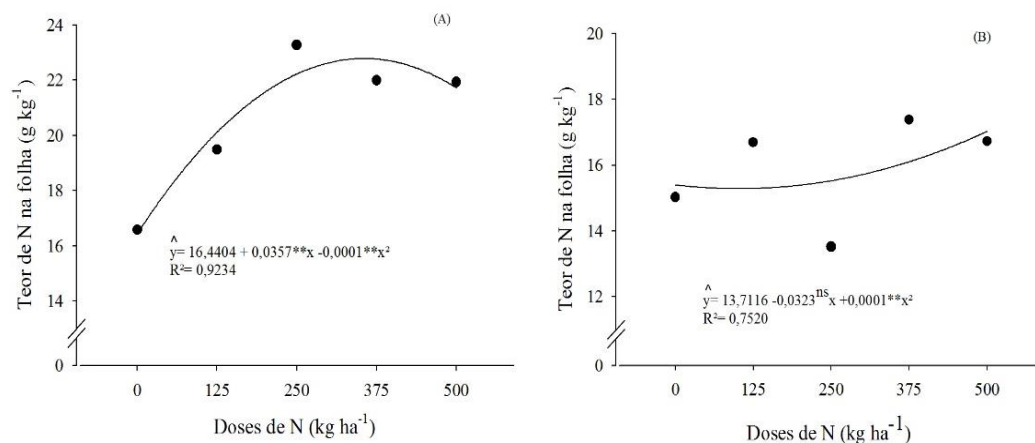 (A)
24
22
20
18
16
14
0
Teor de N na folha (g kg⁻¹)
ŷ= 16,4404 + 0,0357**x -0,0001**x²
R²= 0,9234
0 125 250 375 500
Doses de N (kg ha⁻¹)
(B)
20
18
16
14
12
0
Teor de N na folha (g kg⁻¹)
ŷ= 13,7116 -0,0323ⁿˢx +0,0001**x²
R²= 0,7520
0 125 250 375 500
Doses de N (kg ha⁻¹)